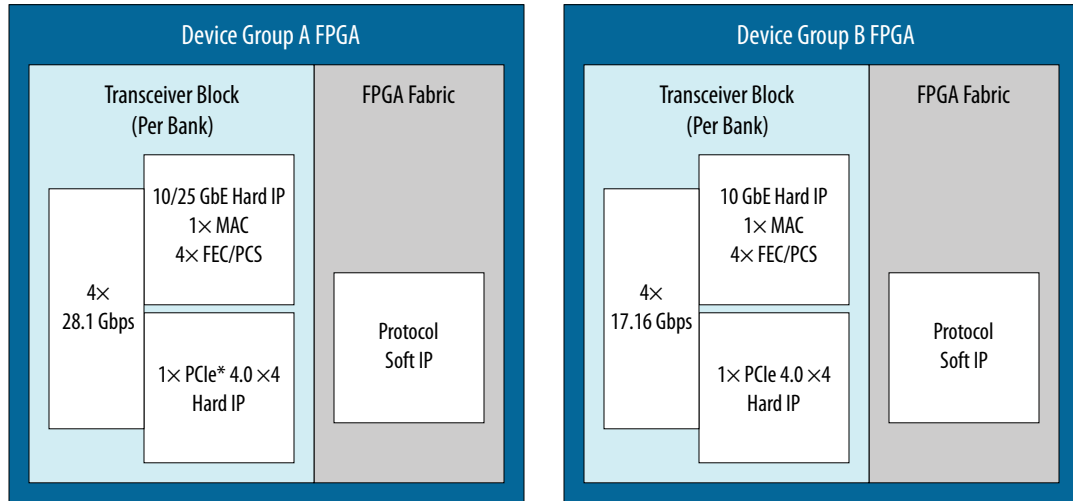 Device Group A FPGA
Transceiver Block
(Per Bank)
FPGA Fabric
10/25 GbE Hard IP
1× MAC
4× FEC/PCS
4×
28.1 Gbps
1× PCIe* 4.0 ×4
Hard IP
Protocol
Soft IP
Device Group B FPGA
Transceiver Block
(Per Bank)
FPGA Fabric
10 GbE Hard IP
1× MAC
4× FEC/PCS
4×
17.16 Gbps
1× PCIe 4.0 ×4
Hard IP
Protocol
Soft IP